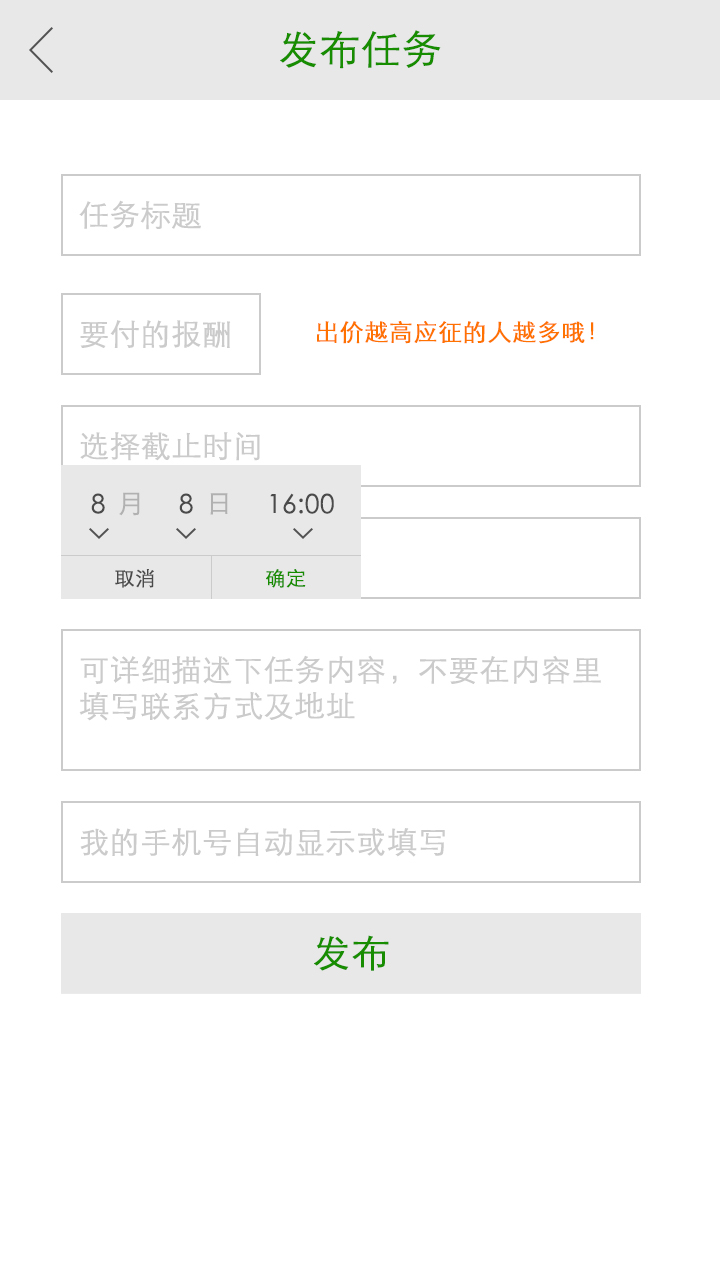 发布任务
任务标题
要付的报酬
出价越高应征的人越多哦!
选择截止时间
8 月 8 日 16:00
取消 确定
可详细描述下任务内容，不要在内容里
填写联系方式及地址
我的手机号自动显示或填写
发布